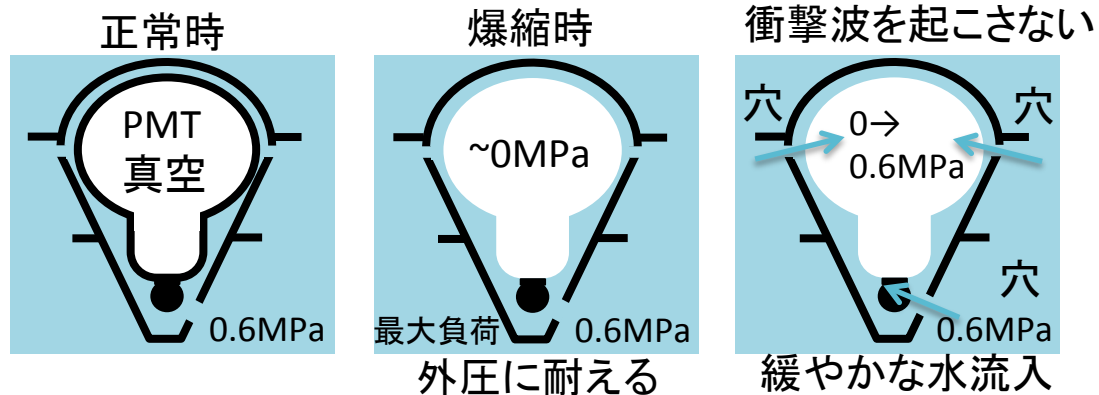 正常時
PMT
真空
0.6MPa
爆縮時
~0MPa
最大負荷
0.6MPa
外圧に耐える
衝撃波を起こさない
穴
穴
0→
0.6MPa
穴
0.6MPa
緩やかな水流入